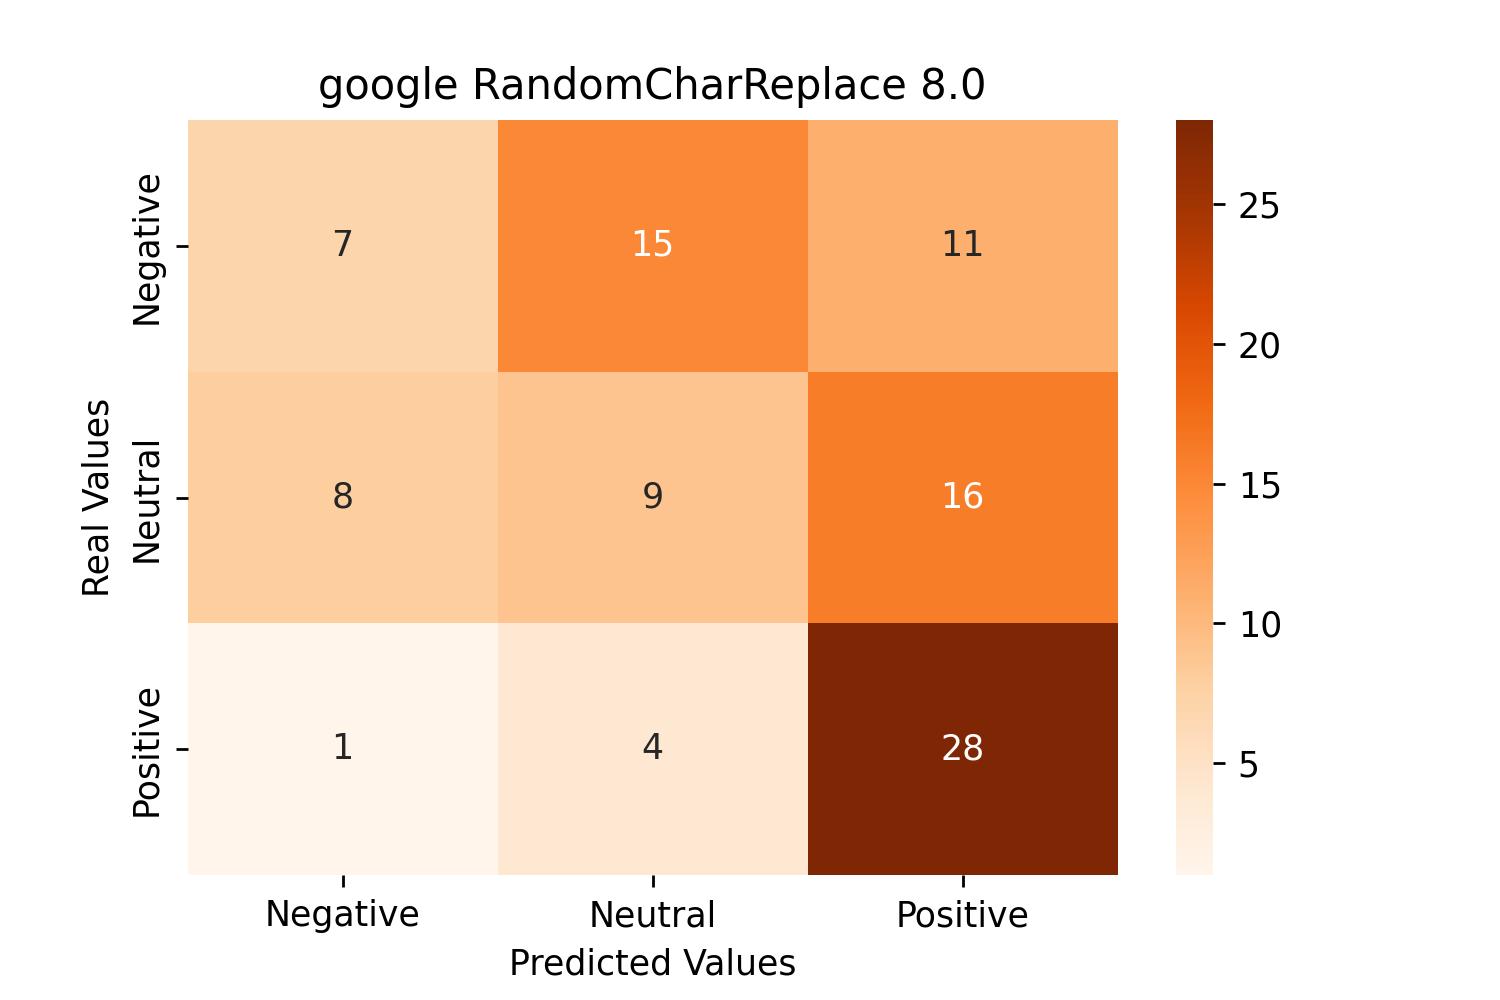 google RandomCharReplace 8.0
Negative
7 15 11
25
20
Real Values
Neutral
8 9 16
15
10
Positive
1 4 28
5
Negative Neutral Positive
Predicted Values